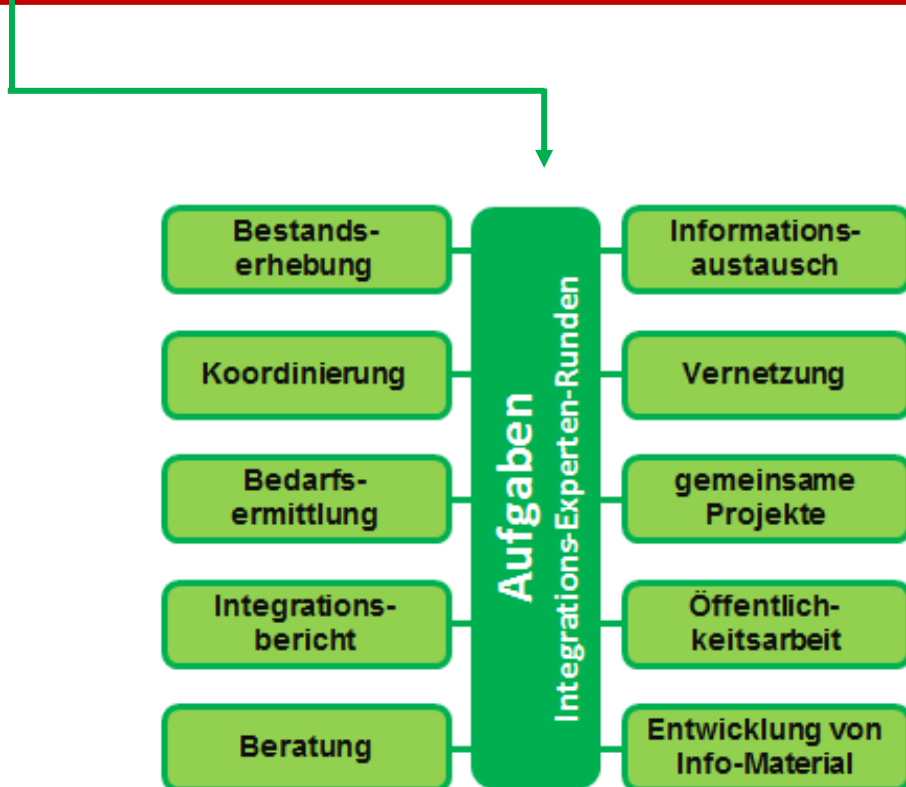 Bestands-
erhebung
Koordinierung
Bedarfs-
ermittlung
Integrations-
bericht
Beratung
Aufgaben
Integrations-Experten-Runden
Informations-
austausch
Vernetzung
gemeinsame
Projekte
Öffentlich-
keitsarbeit
Entwicklung von
Info-Material